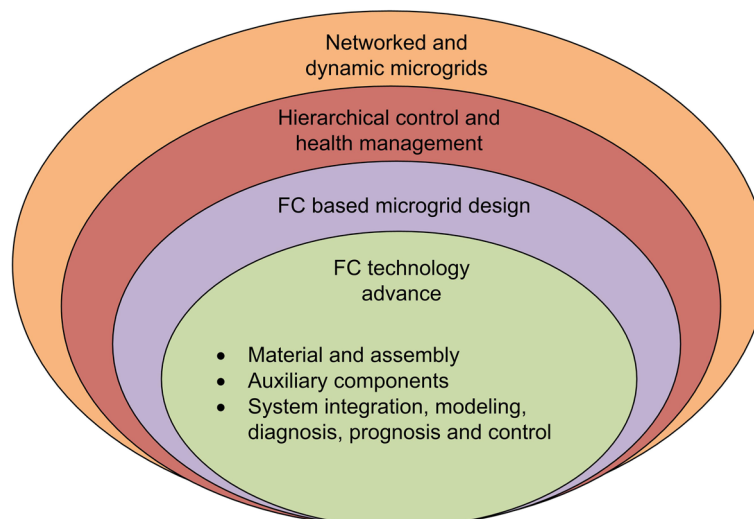 Networked and
dynamic microgrids
Hierarchical control and
health management
FC based microgrid design
FC technology
advance
• Material and assembly
• Auxiliary components
• System integration, modeling,
diagnosis, prognosis and control